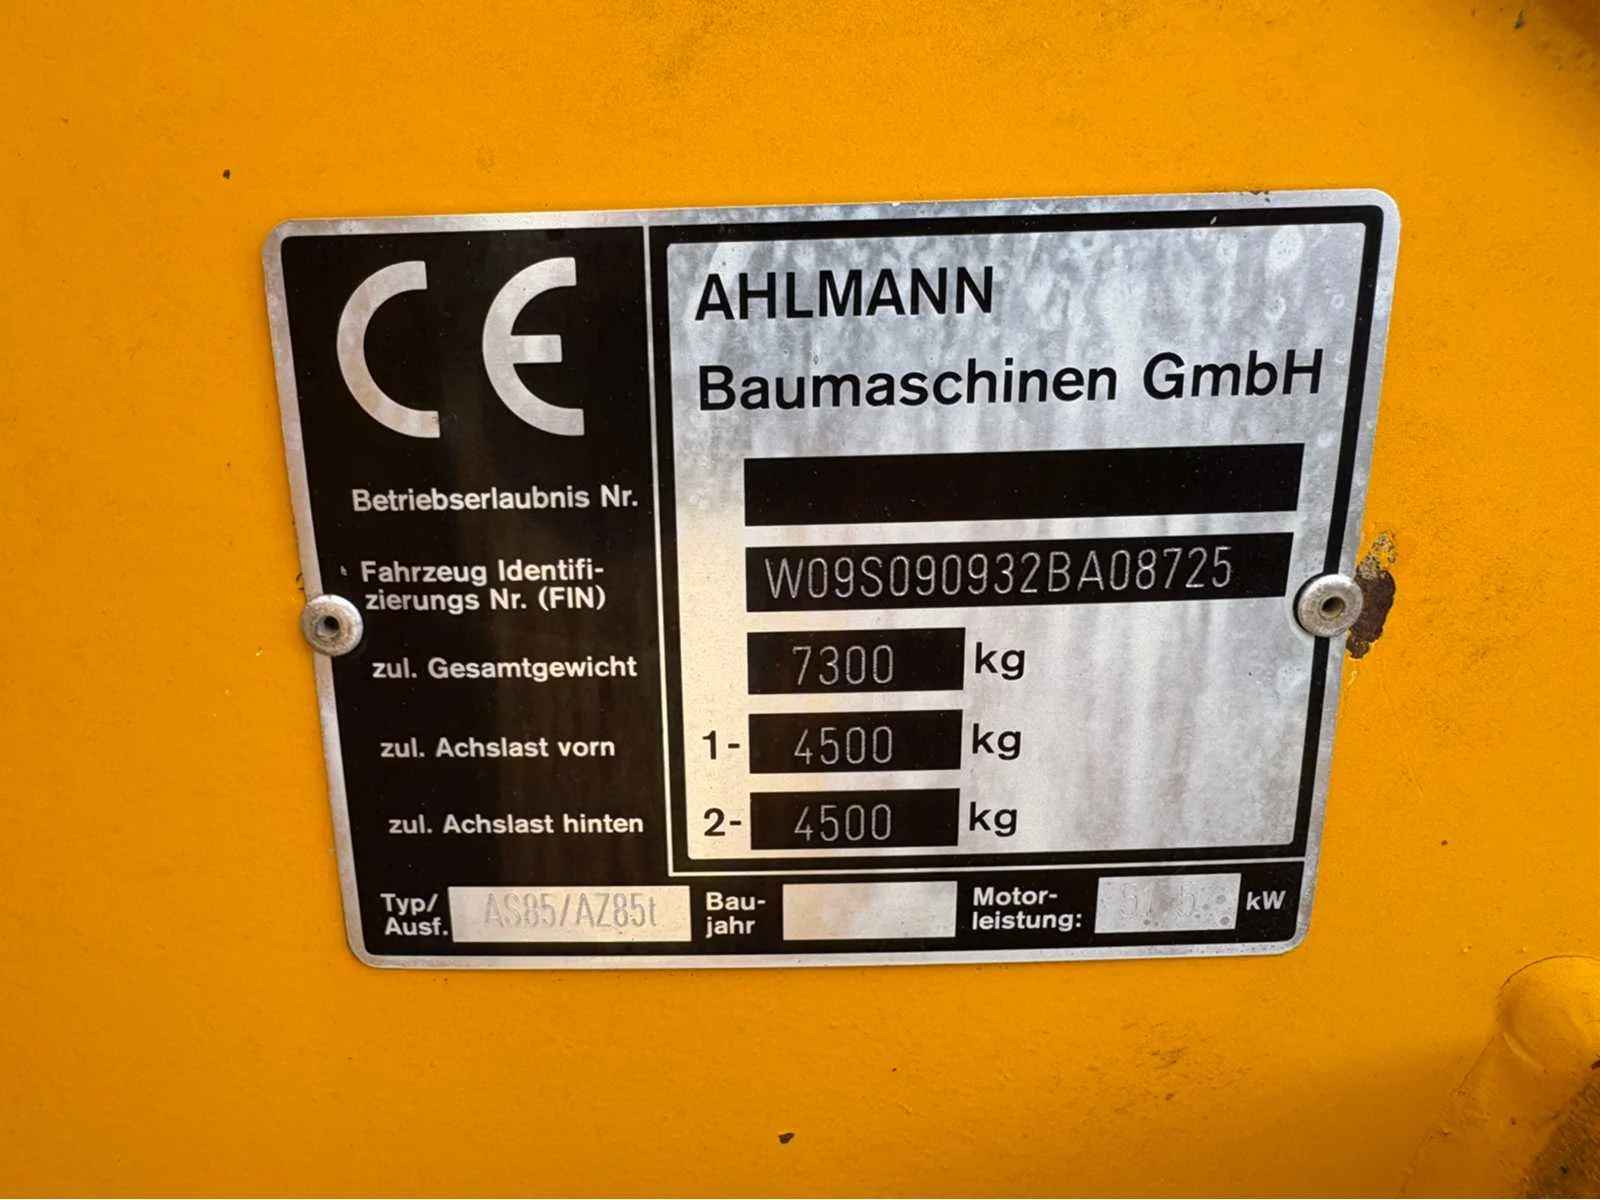 CE
AHLMANN
Baumaschinen GmbH
Betriebserlaubnis Nr.
Fahrzeug Identifi-
zierungs Nr. (FIN)
W09S090932BA08725
zul. Gesamtgewicht 7300 kg
zul. Achslast vorn 1- 4500 kg
zul. Achslast hinten 2- 4500 kg
Typ/
Ausf. AS85/AZ85t
Bau-
jahr
Motor-
leistung: kW